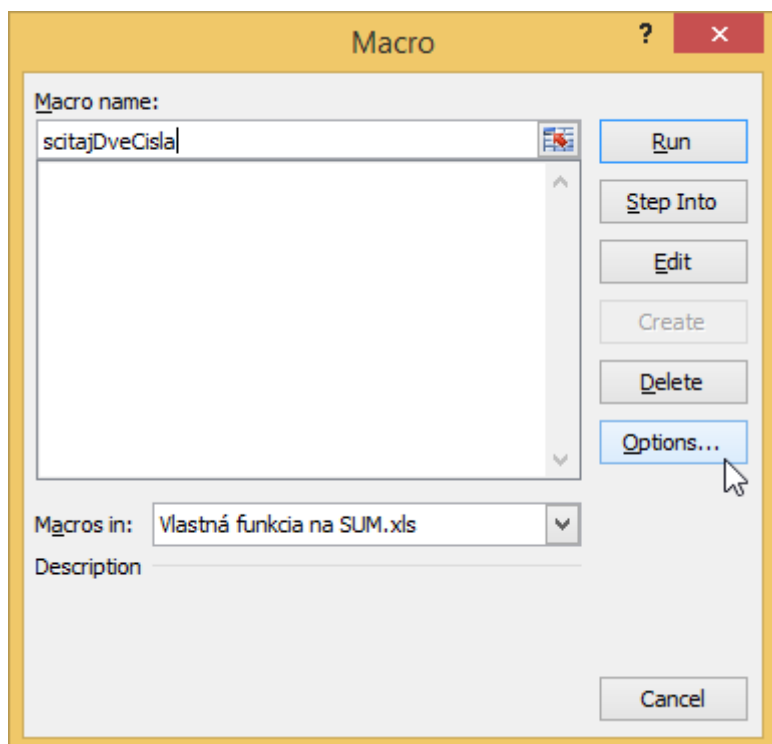 Macro
?
Macro name:
scitajDveCisla
Run
Step Into
Edit
Create
Delete
Options...
Macros in: Vlastná funkcia na SUM.xls
Description
Cancel